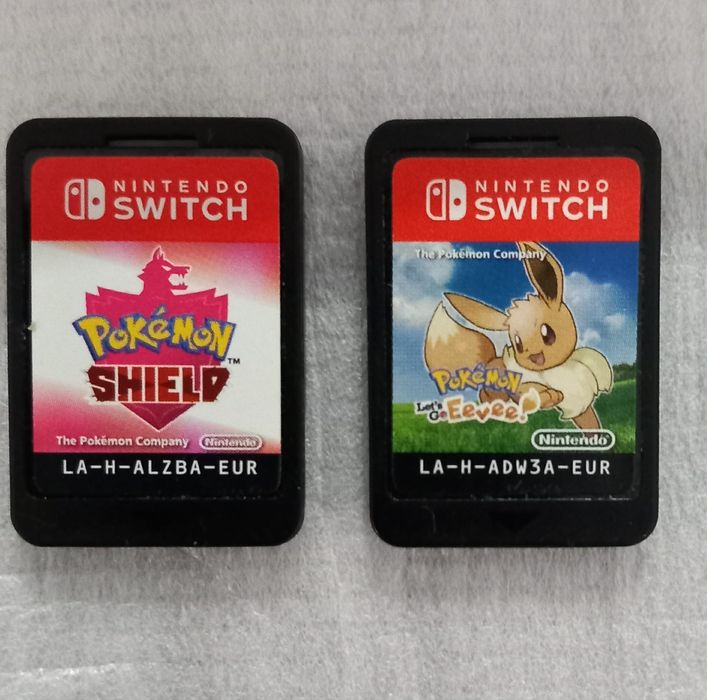 NINTENDO
SWITCH
POKéMON
™
SHIELD
The Pokémon Company
Nintendo
LA-H-ALZBA-EUR
NINTENDO
SWITCH
The Pokémon Company
POKéMON
Let's
Go
Eevee!
Nintendo
LA-H-ADW3A-EUR